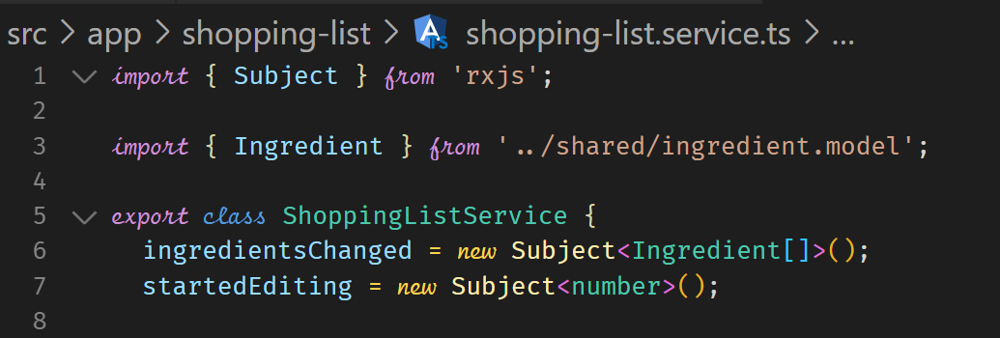 src > app > shopping-list > TS shopping-list.service.ts > ...
1 import { Subject } from 'rxjs';
2
3 import { Ingredient } from '../shared/ingredient.model';
4
5 export class ShoppingListService {
6 ingredientsChanged = new Subject<Ingredient[]>();
7 startedEditing = new Subject<number>();
8